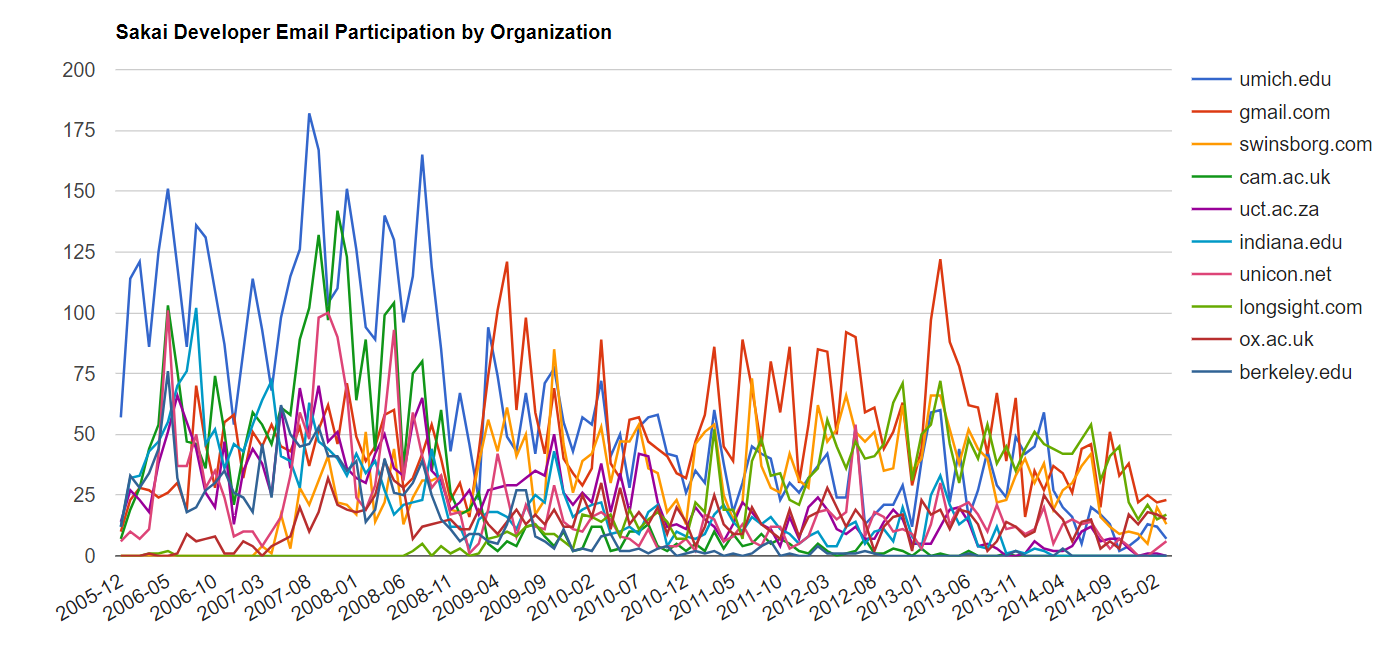 Sakai Developer Email Participation by Organization
200
175
150
125
100
75
50
25
0
2005-12
2006-05
2006-10
2007-03
2007-08
2008-01
2008-06
2008-11
2009-04
2009-09
2010-02
2010-07
2010-12
2011-05
2011-10
2012-03
2012-08
2013-01
2013-06
2013-11
2014-04
2014-09
2015-02
umich.edu
gmail.com
swinsborg.com
cam.ac.uk
uct.ac.za
indiana.edu
unicon.net
longsight.com
ox.ac.uk
berkeley.edu